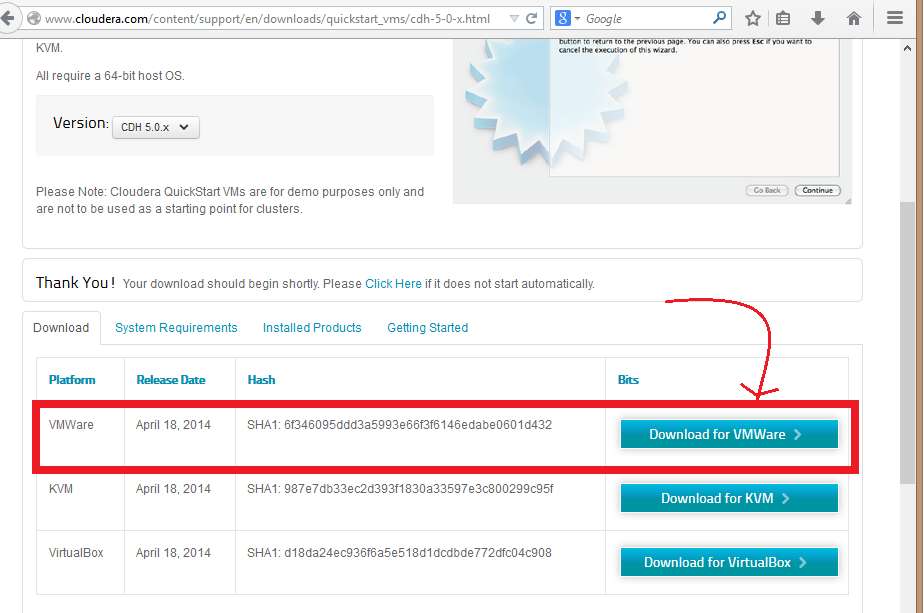 www.cloudera.com/content/support/en/downloads/quickstart_vms/cdh-5-0-x.html
Google
KVM.
button to return to the previous page. You can also press Esc if you want to
cancel the execution of this wizard.
All require a 64-bit host OS.
Version: CDH 5.0.x
Please Note: Cloudera QuickStart VMs are for demo purposes only and
are not to be used as a starting point for clusters.
Go Back Continue
Thank You! Your download should begin shortly. Please Click Here if it does not start automatically.
Download System Requirements Installed Products Getting Started
Platform Release Date Hash Bits
VMWare April 18, 2014 SHA1: 6f346095ddd3a5993e66f3f6146edabe0601d432 Download for VMWare
KVM April 18, 2014 SHA1: 987e7db33ec2d393f1830a33597e3c800299c95f Download for KVM
VirtualBox April 18, 2014 SHA1: d18da24ec936f6a5e518d1dcdbde772dfc04c908 Download for VirtualBox